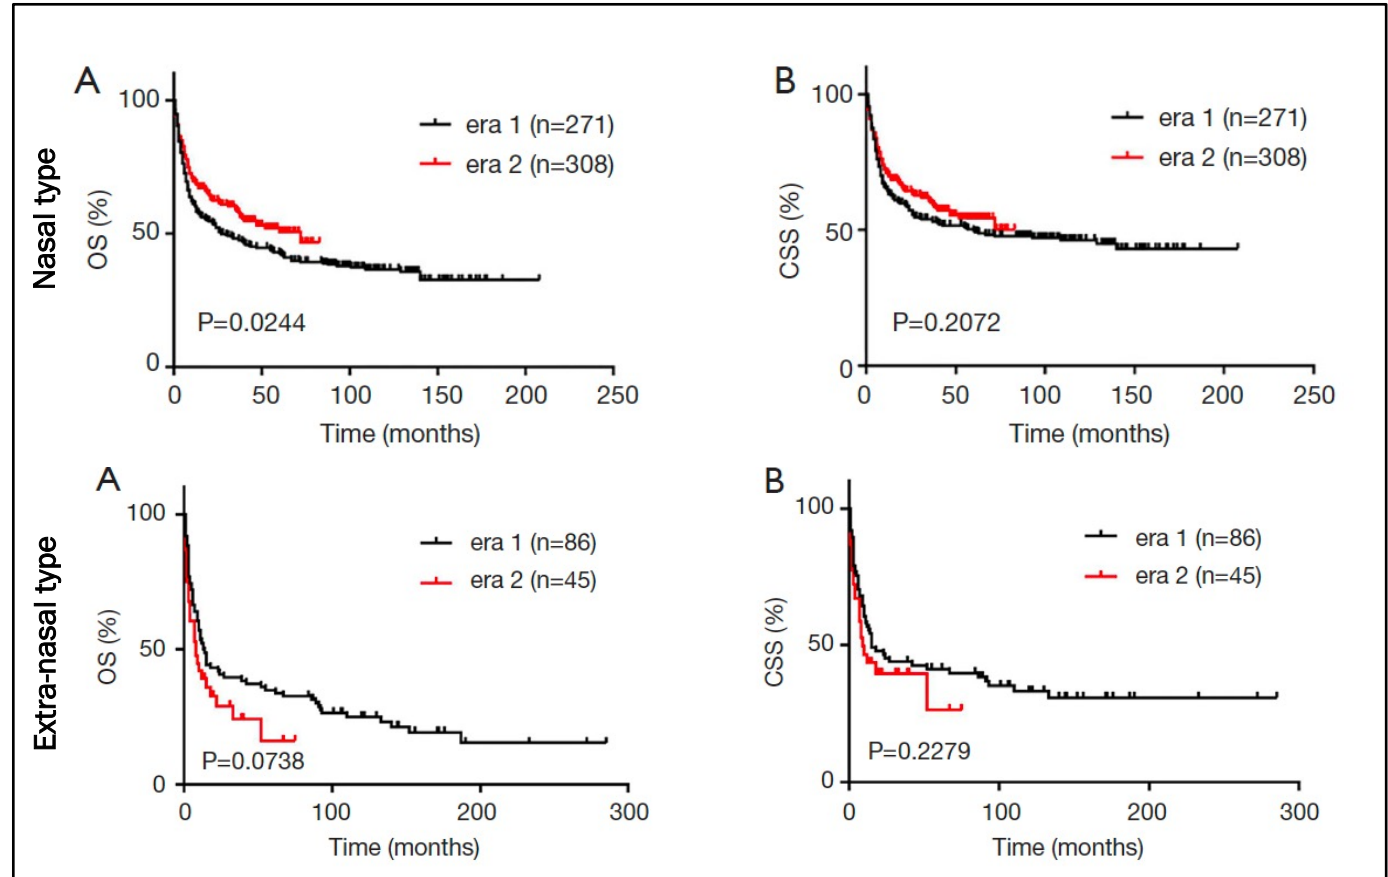 Nasal type
A
100
50
0
OS (%)
era 1 (n=271)
era 2 (n=308)
P=0.0244
0 50 100 150 200 250
Time (months)
B
100
50
0
CSS (%)
era 1 (n=271)
era 2 (n=308)
P=0.2072
0 50 100 150 200 250
Time (months)
Extra-nasal type
A
100
50
0
OS (%)
era 1 (n=86)
era 2 (n=45)
P=0.0738
0 100 200 300
Time (months)
B
100
50
0
CSS (%)
era 1 (n=86)
era 2 (n=45)
P=0.2279
0 100 200 300
Time (months)